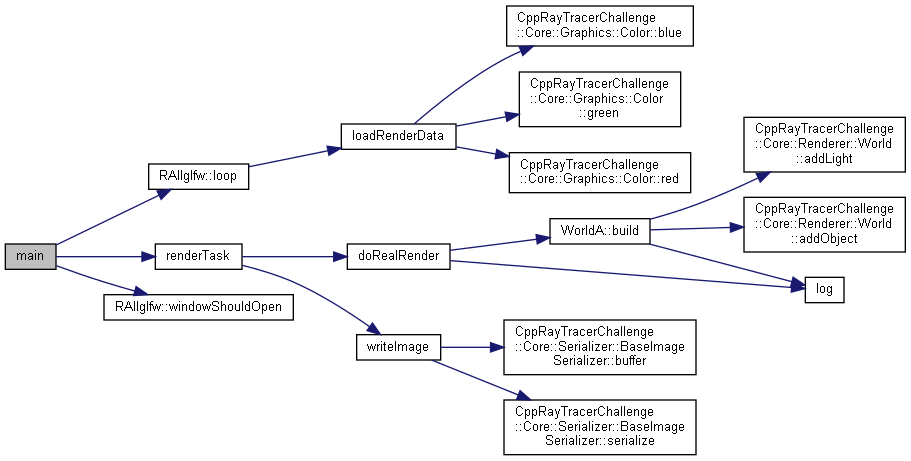 main
RAIIglfw::loop
renderTask
RAIIglfw::windowShouldOpen
loadRenderData
doRealRender
writeImage
CppRayTracerChallenge
::Core::Graphics::Color::blue
CppRayTracerChallenge
::Core::Graphics::Color
::green
CppRayTracerChallenge
::Core::Graphics::Color::red
WorldA::build
CppRayTracerChallenge
::Core::Serializer::BaseImage
Serializer::buffer
CppRayTracerChallenge
::Core::Serializer::BaseImage
Serializer::serialize
CppRayTracerChallenge
::Core::Renderer::World
::addLight
CppRayTracerChallenge
::Core::Renderer::World
::addObject
log